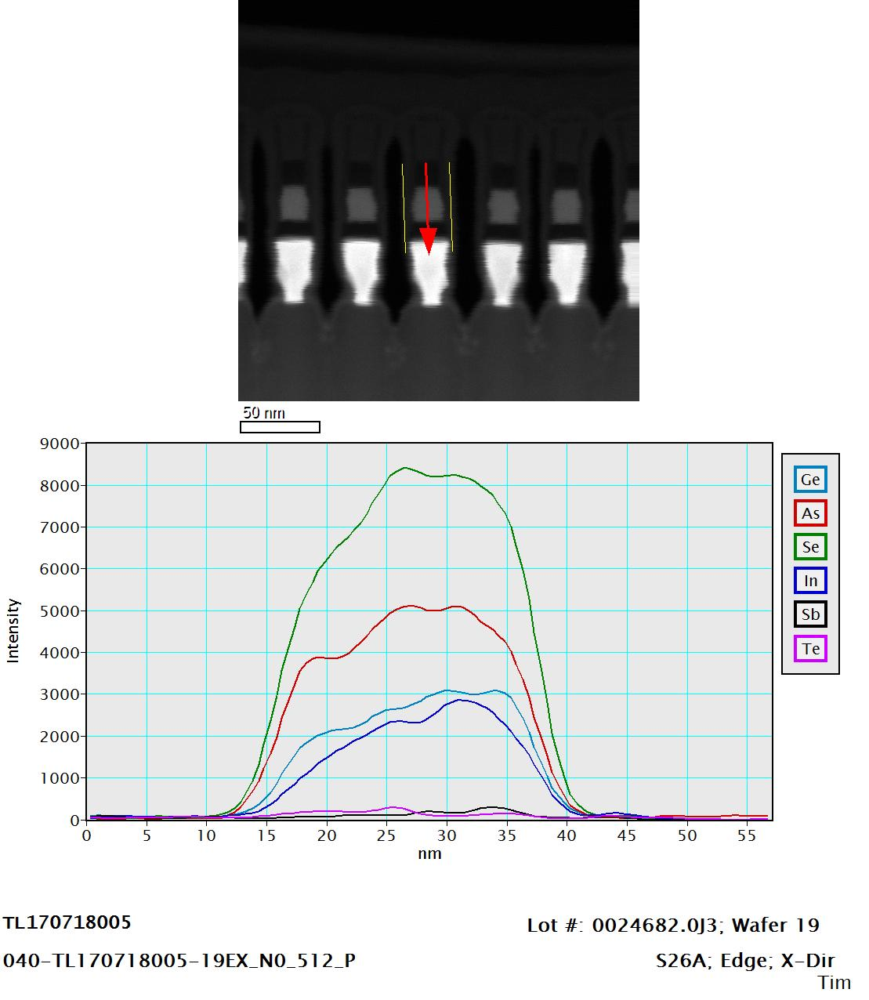 50 nm
9000
8000
7000
6000
5000
4000
3000
2000
1000
0
Intensity
0 5 10 15 20 25 30 35 40 45 50 55
nm
Ge
As
Se
In
Sb
Te
TL170718005
Lot #: 0024682.0J3; Wafer 19
040-TL170718005-19EX_N0_512_P
S26A; Edge; X-Dir
Tim